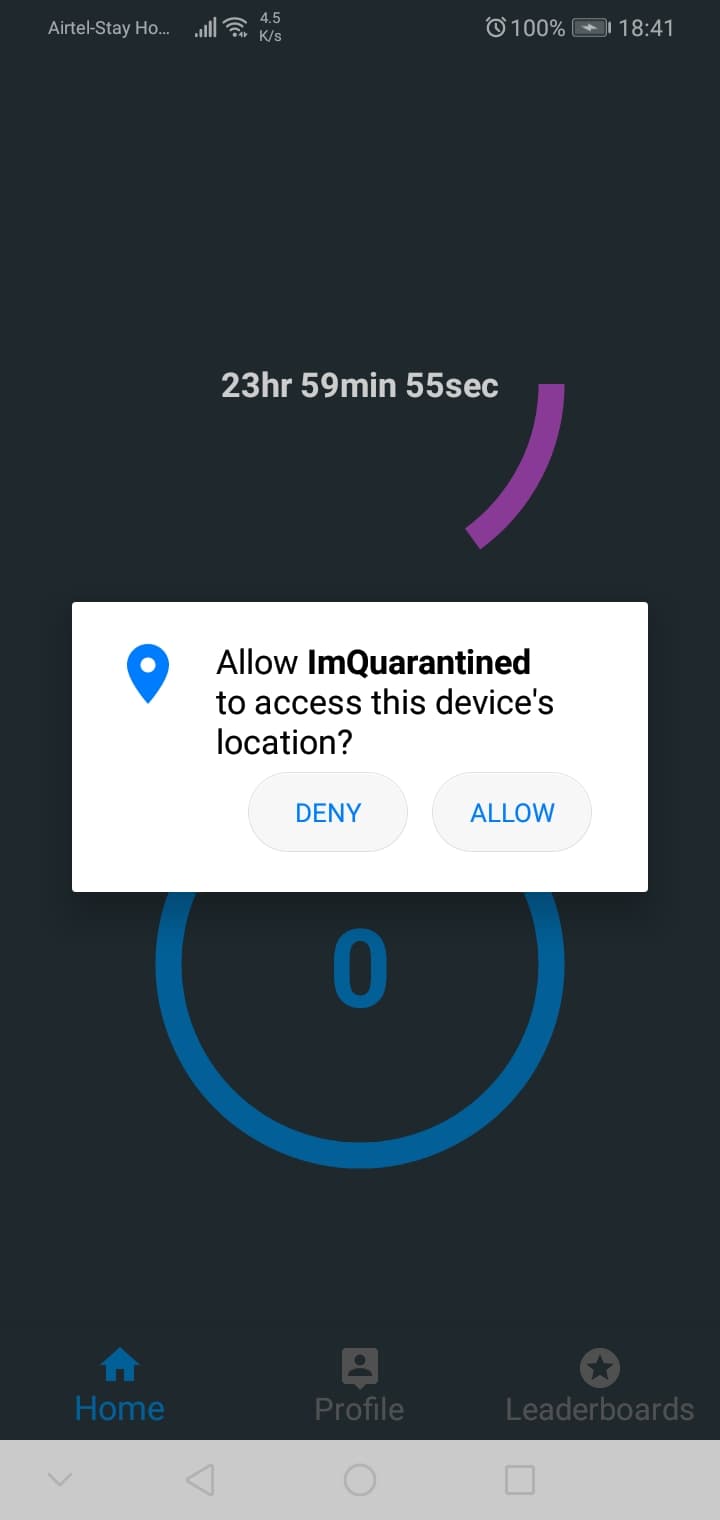 Airtel-Stay Ho... 4.5 K/s 100% 18:41
23hr 59min 55sec
Allow ImQuarantined
to access this device's
location?
DENY ALLOW
0
Home Profile Leaderboards